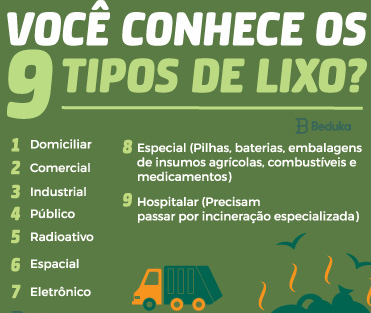 VOCÊ CONHECE OS
9 TIPOS DE LIXO?
Beduka
1 Domiciliar
2 Comercial
3 Industrial
4 Público
5 Radioativo
6 Espacial
7 Eletrônico
8 Especial (Pilhas, baterias, embalagens
de insumos agrícolas, combustíveis e
medicamentos)
9 Hospitalar (Precisam
passar por incineração especializada)